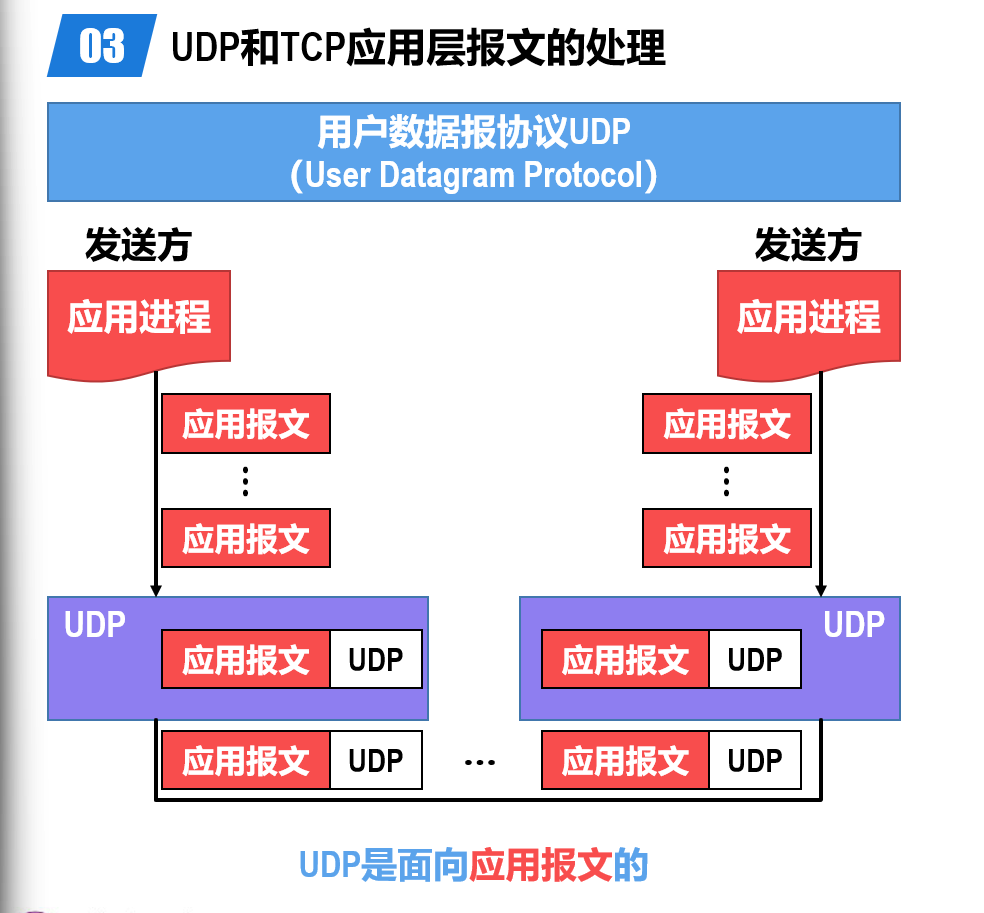 03 UDP和TCP应用层报文的处理
用户数据报协议UDP
(User Datagram Protocol)
发送方 发送方
应用进程 应用进程
应用报文 应用报文
⋮ ⋮
应用报文 应用报文
UDP UDP
应用报文 UDP 应用报文 UDP
应用报文 UDP … 应用报文 UDP
UDP是面向应用报文的